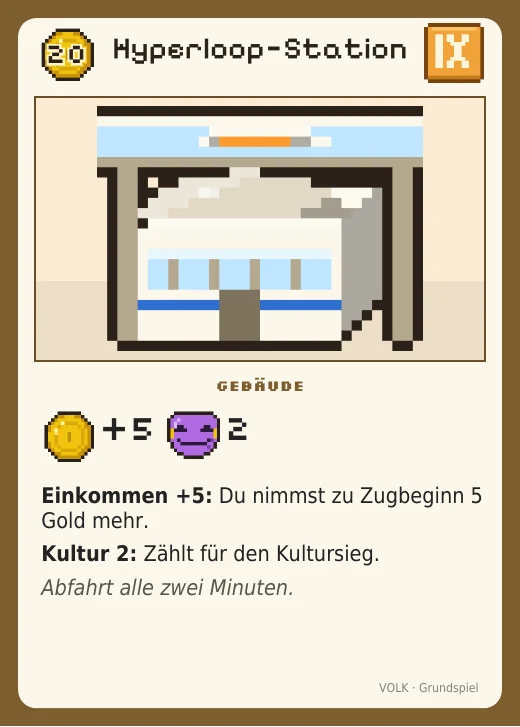 20 Hyperloop-Station IX
GEBÄUDE
+5 2
Einkommen +5: Du nimmst zu Zugbeginn 5
Gold mehr.
Kultur 2: Zählt für den Kultursieg.
Abfahrt alle zwei Minuten.
VOLK · Grundspiel